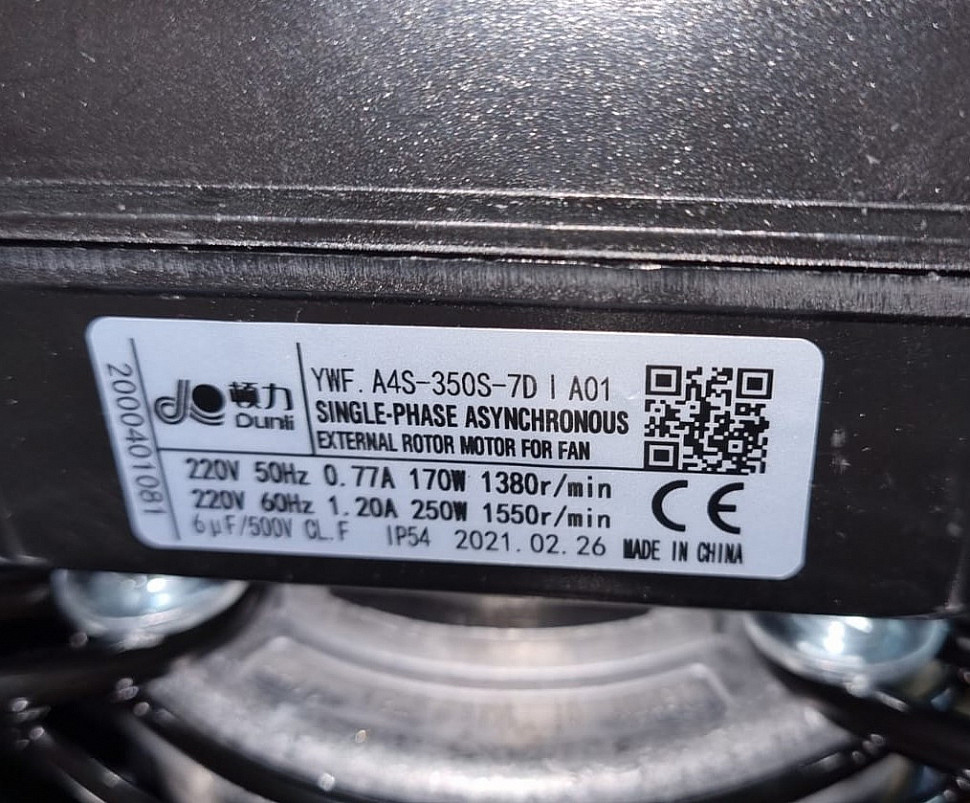 2000401081
顿力
Dunli
YWF. A4S-350S-7D | A01
SINGLE-PHASE ASYNCHRONOUS
EXTERNAL ROTOR MOTOR FOR FAN
220V 50Hz 0.77A 170W 1380r/min
220V 60Hz 1.20A 250W 1550r/min
6μF/500V CL.F IP54 2021.02.26
CE
MADE IN CHINA